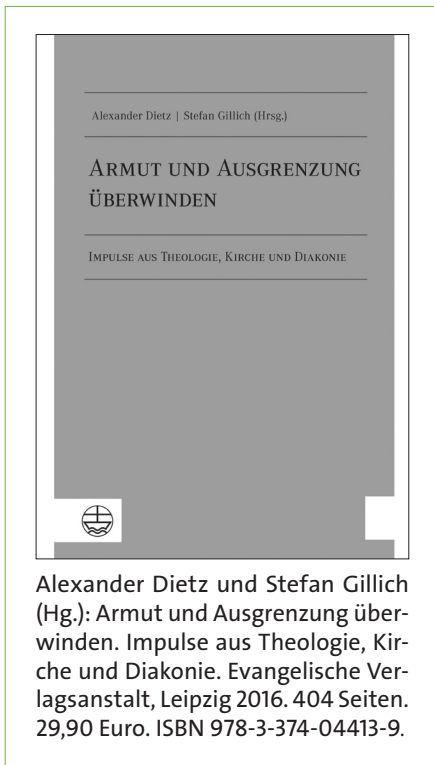 Alexander Dietz | Stefan Gillich (Hrsg.)
Armut und Ausgrenzung
überwinden
Impulse aus Theologie, Kirche und Diakonie
Alexander Dietz und Stefan Gillich
(Hg.): Armut und Ausgrenzung über-
winden. Impulse aus Theologie, Kir-
che und Diakonie. Evangelische Ver-
lagsanstalt, Leipzig 2016. 404 Seiten.
29,90 Euro. ISBN 978-3-374-04413-9.